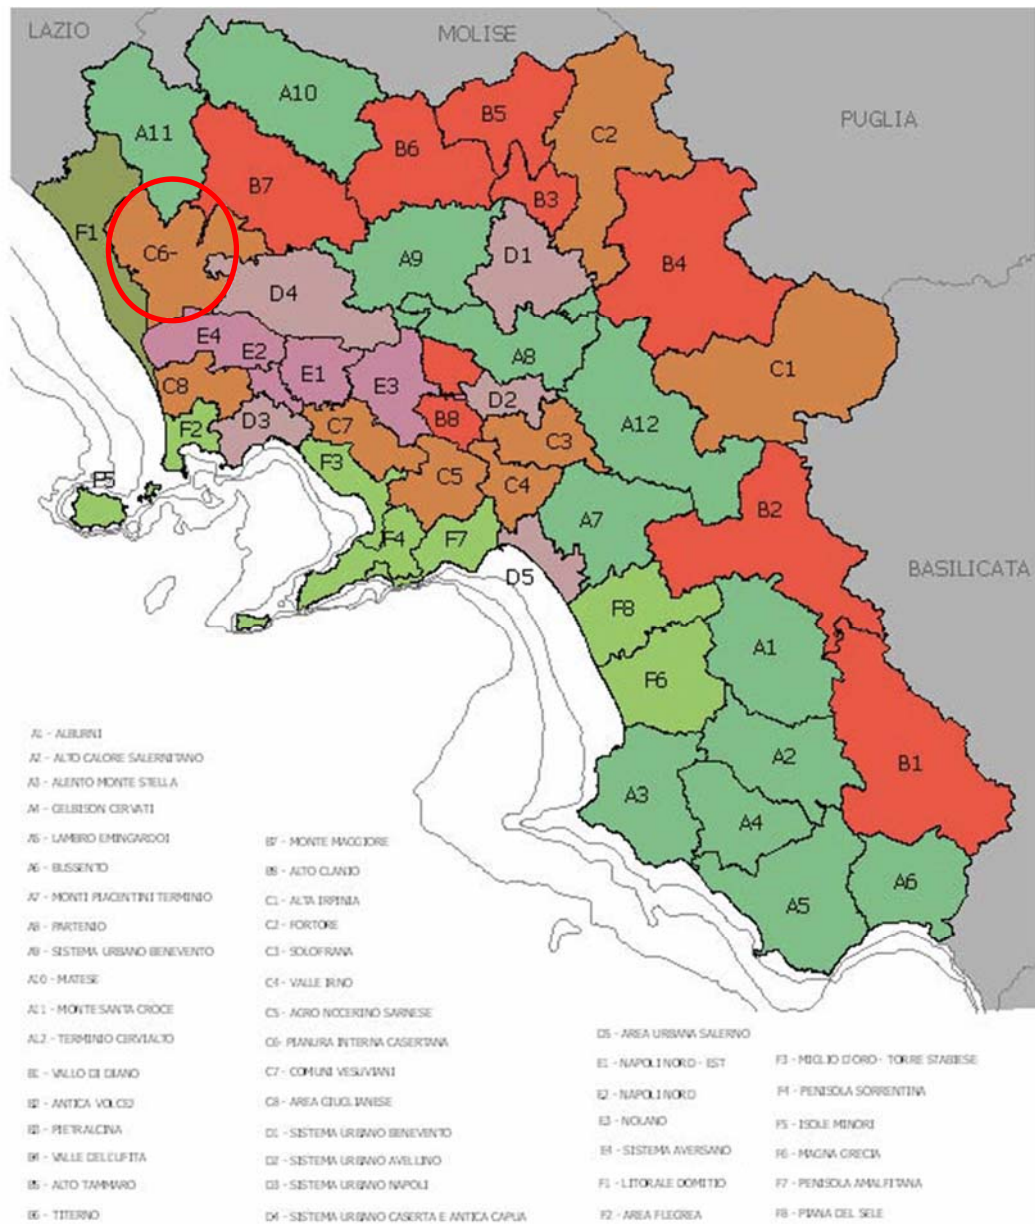 LAZIO
MOLISE
PUGLIA
BASILICATA
A10
A11
B5
C2
B6
B7
B3
F1
C6-
D1
A9
B4
D4
E4
E2
A8
C1
E1
E3
C8
D2
A12
F2
D3
C7
B8
C3
F3
F5
C5
C4
B2
A7
F4
F7
D5
F8
A1
F6
A2
B1
A3
A4
A6
A5
A1 - ALBURNI
A2 - ALTO CALORE SALERNITANO
A3 - ALENTO MONTE STELLA
A4 - GELBISON CERVATI
A5 - LAMBRO EMINGARDOI
A6 - BUSSENTO
A7 - MONTI PIACENTINI TERMINIO
A8 - PARTENIO
A9 - SISTEMA URBANO BENEVENTO
A10 - MATESE
A11 - MONTE SANTA CROCE
A12 - TERMINIO CERVIALTO
B1 - VALLO DI DIANO
B2 - ANTICA VOLCEJ
B3 - PIETRALCINA
B4 - VALLE DELL'UFITA
B5 - ALTO TAMMARO
B6 - TITERNO
B7 - MONTE MAGGIORE
B8 - ALTO CLANIO
C1 - ALTA IRPINIA
C2 - FORTORE
C3 - SOLOFRANA
C4 - VALLE IRNO
C5 - AGRO NOCERINO SARNESE
C6- PIANURA INTERNA CASERTANA
C7 - COMUNI VESUVIANI
C8 - AREA GIUGLIANESE
D1 - SISTEMA URBANO BENEVENTO
D2 - SISTEMA URBANO AVELLINO
D3 - SISTEMA URBANO NAPOLI
D4 - SISTEMA URBANO CASERTA E ANTICA CAPUA
D5 - AREA URBANA SALERNO
E1 - NAPOLI NORD - EST
E2 - NAPOLI NORD
E3 - NOLANO
E4 - SISTEMA AVERSANO
F1 - LITORALE DOMITIO
F2 - AREA FLEGREA
F3 - MIGLIO D'ORO - TORRE STABIESE
F4 - PENISOLA SORRENTINA
F5 - ISOLE MINORI
F6 - MAGNA GRECIA
F7 - PENISOLA AMALFITANA
F8 - PIANA DEL SELE